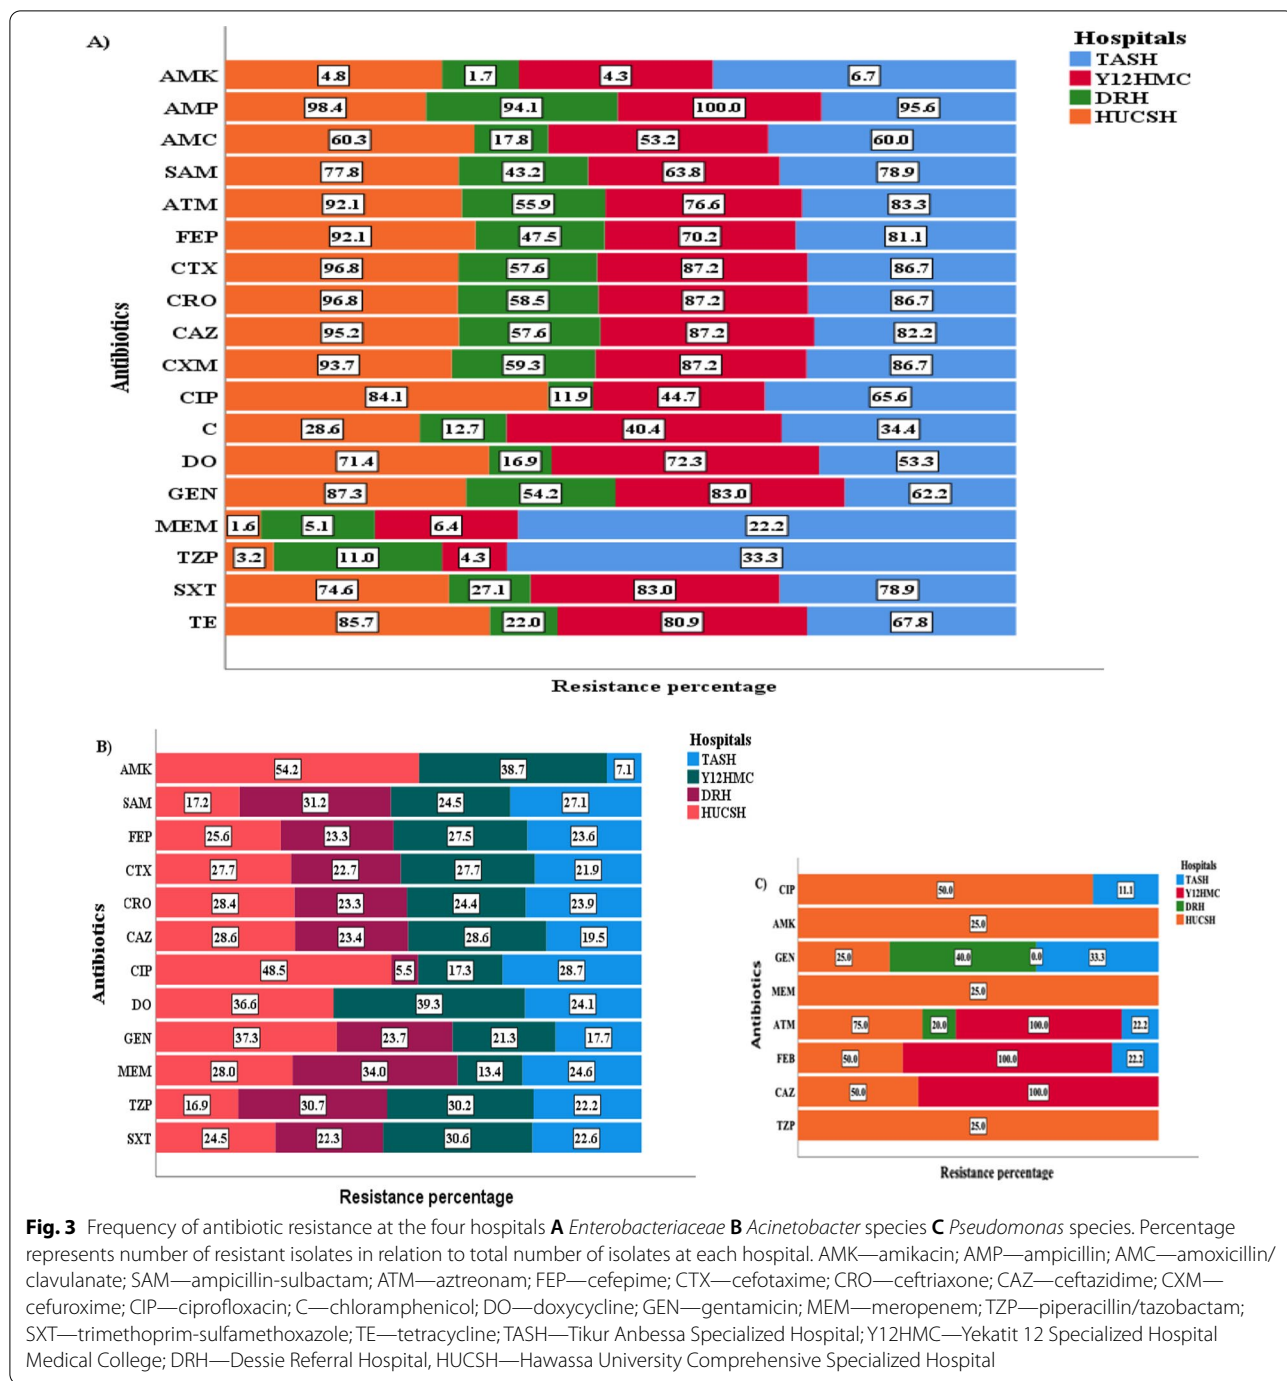 A)
Hospitals
TASH
Y12HMC
DRH
HUCSH
Antibiotics
AMK 4.8 1.7 4.3 6.7
AMP 98.4 94.1 100.0 95.6
AMC 60.3 17.8 53.2 60.0
SAM 77.8 43.2 63.8 78.9
ATM 92.1 55.9 76.6 83.3
FEP 92.1 47.5 70.2 81.1
CTX 96.8 57.6 87.2 86.7
CRO 96.8 58.5 87.2 86.7
CAZ 95.2 57.6 87.2 82.2
CXM 93.7 59.3 87.2 86.7
CIP 84.1 11.9 44.7 65.6
C 28.6 12.7 40.4 34.4
DO 71.4 16.9 72.3 53.3
GEN 87.3 54.2 83.0 62.2
MEM 1.6 5.1 6.4 22.2
TZP 3.2 11.0 4.3 33.3
SXT 74.6 27.1 83.0 78.9
TE 85.7 22.0 80.9 67.8
Resistance percentage
B)
Hospitals
TASH
Y12HMC
DRH
HUCSH
Antibiotics
AMK 54.2 38.7 7.1
SAM 17.2 31.2 24.5 27.1
FEP 25.6 23.3 27.5 23.6
CTX 27.7 22.7 27.7 21.9
CRO 28.4 23.3 24.4 23.9
CAZ 28.6 23.4 28.6 19.5
CIP 48.5 5.5 17.3 28.7
DO 36.6 39.3 24.1
GEN 37.3 23.7 21.3 17.7
MEM 28.0 34.0 13.4 24.6
TZP 16.9 30.7 30.2 22.2
SXT 24.5 22.3 30.6 22.6
Resistance percentage
C)
Hospitals
TASH
Y12HMC
DRH
HUCSH
Antibiotics
CIP 50.0 11.1
AMK 25.0
GEN 25.0 40.0 0.0 33.3
MEM 25.0
ATM 75.0 20.0 100.0 22.2
FEB 50.0 100.0 22.2
CAZ 50.0 100.0
TZP 25.0
Resistance percentage
Fig. 3 Frequency of antibiotic resistance at the four hospitals A Enterobacteriaceae B Acinetobacter species C Pseudomonas species. Percentage
represents number of resistant isolates in relation to total number of isolates at each hospital. AMK—amikacin; AMP—ampicillin; AMC—amoxicillin/
clavulanate; SAM—ampicillin-sulbactam; ATM—aztreonam; FEP—cefepime; CTX—cefotaxime; CRO—ceftriaxone; CAZ—ceftazidime; CXM—
cefuroxime; CIP—ciprofloxacin; C—chloramphenicol; DO—doxycycline; GEN—gentamicin; MEM—meropenem; TZP—piperacillin/tazobactam;
SXT—trimethoprim-sulfamethoxazole; TE—tetracycline; TASH—Tikur Anbessa Specialized Hospital; Y12HMC—Yekatit 12 Specialized Hospital
Medical College; DRH—Dessie Referral Hospital, HUCSH—Hawassa University Comprehensive Specialized Hospital